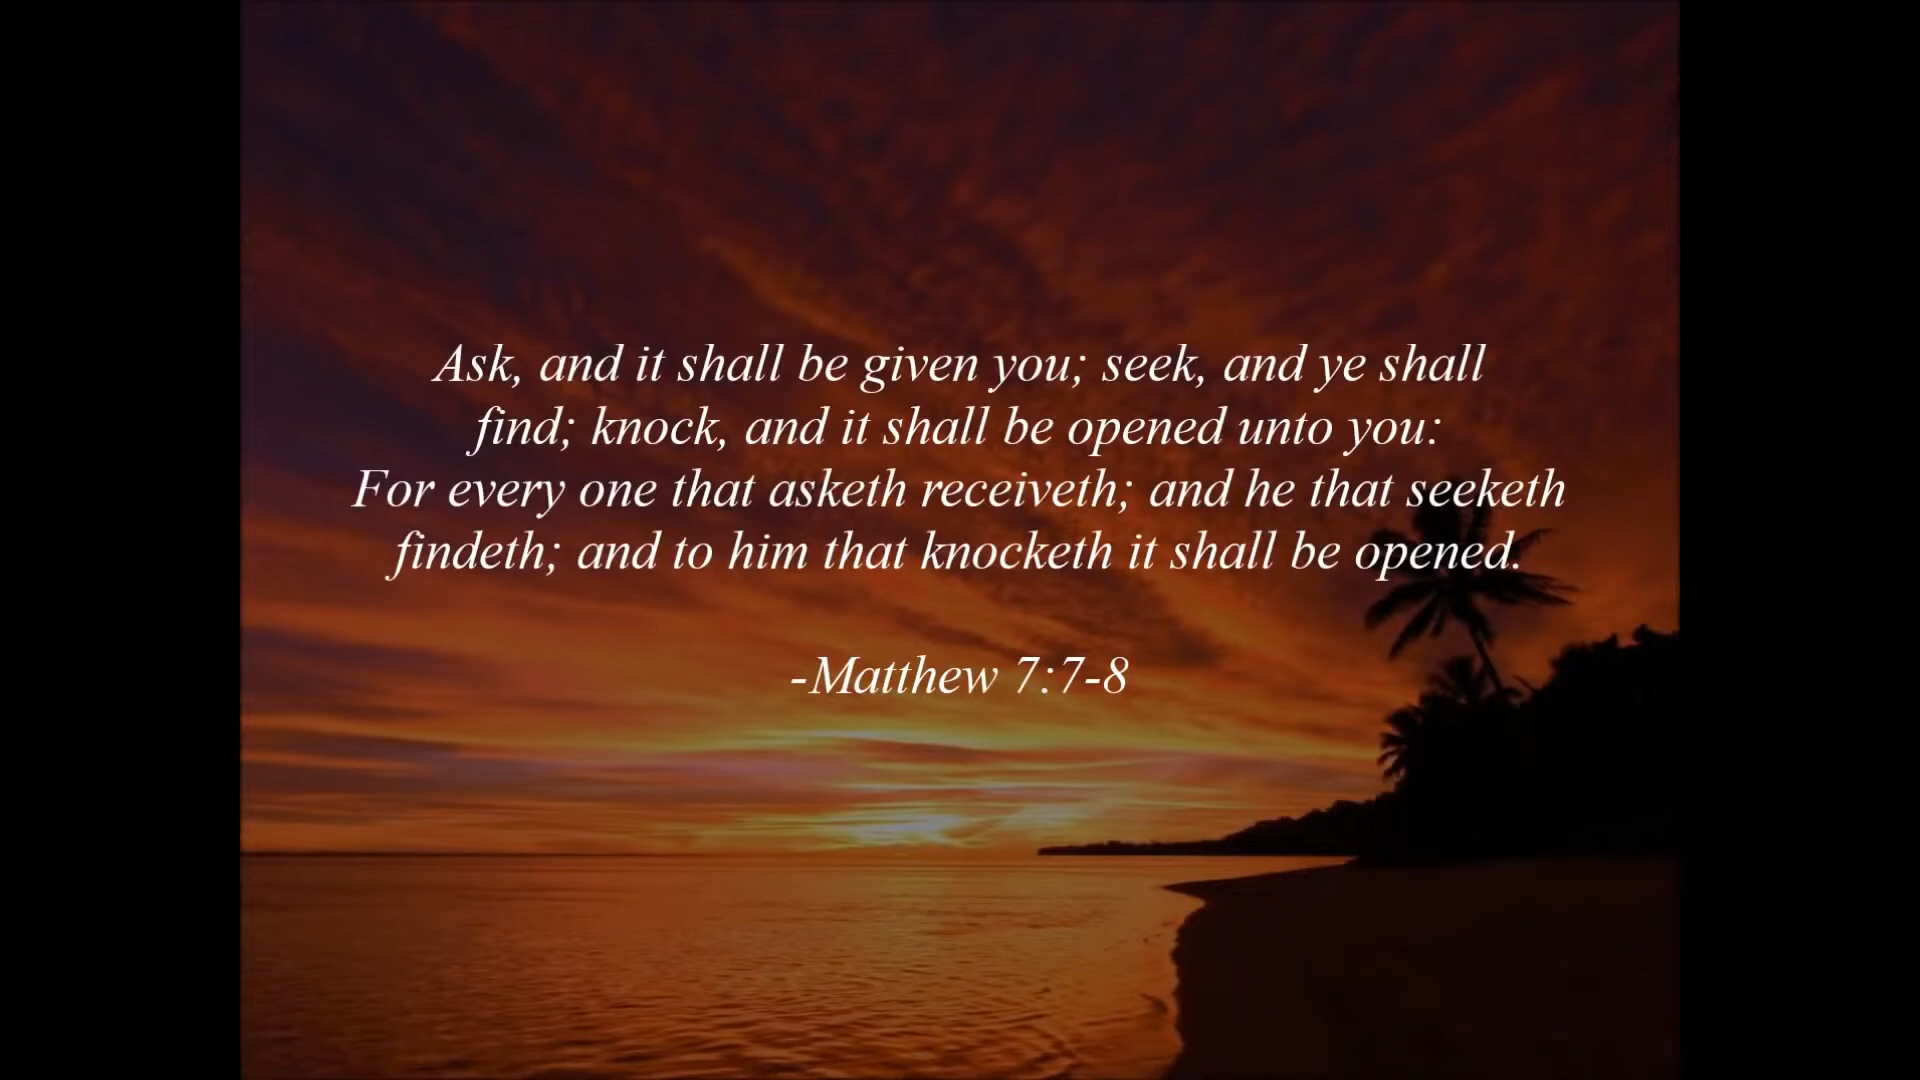 Ask, and it shall be given you; seek, and ye shall
find; knock, and it shall be opened unto you:
For every one that asketh receiveth; and he that seeketh
findeth; and to him that knocketh it shall be opened.
-Matthew 7:7-8